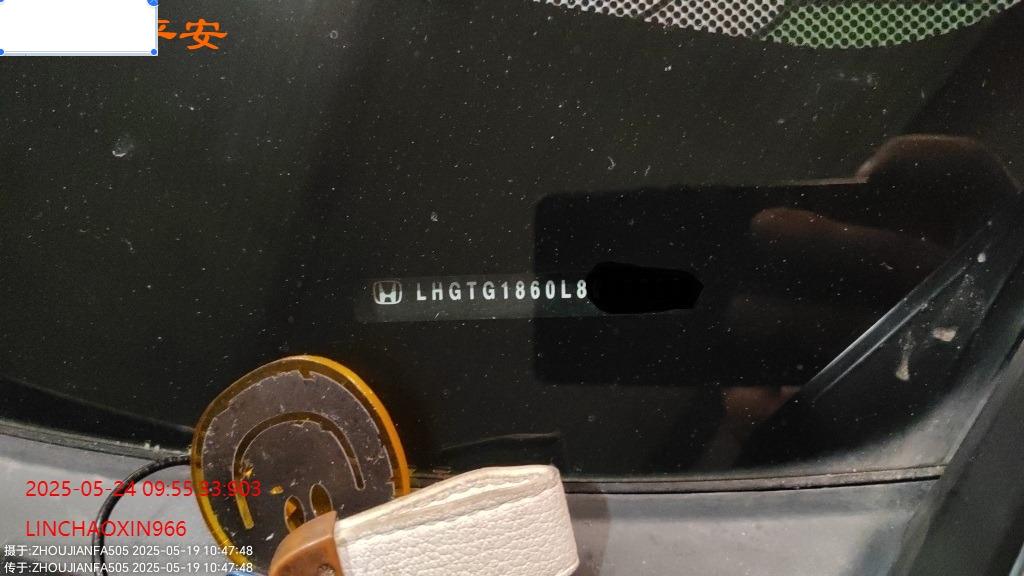 平安
LHGTG1860L8
2025-05-24 09:55:33:903
LINCHAOXIN966
摄于:ZHOUJIANFA505 2025-05-19 10:47:48
传于:ZHOUJIANFA505 2025-05-19 10:47:48